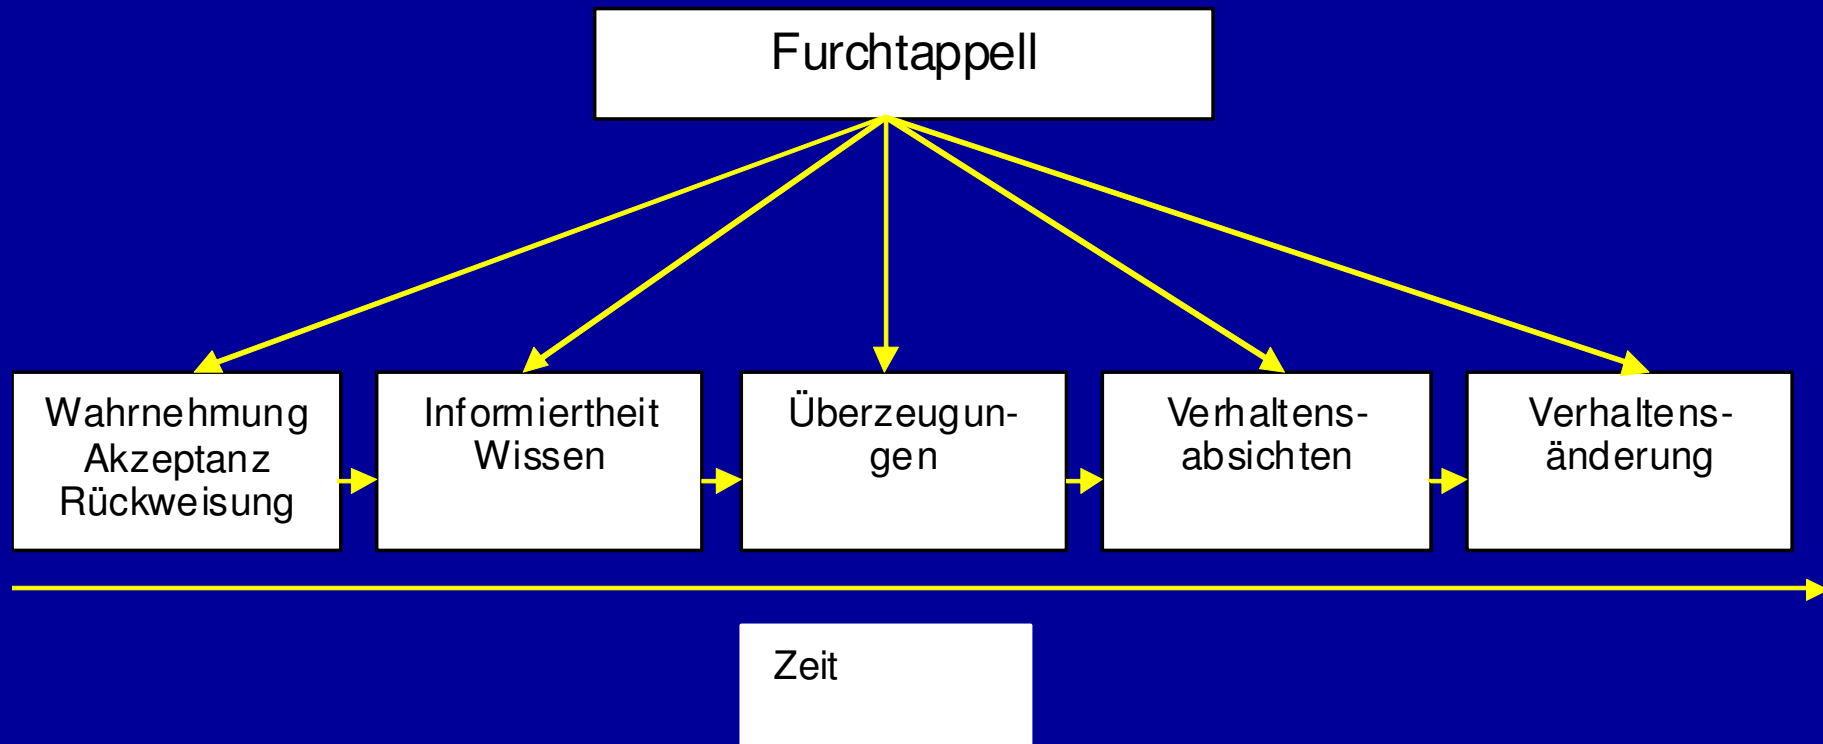 Furchtappell
Wahrnehmung
Akzeptanz
Rückweisung
Informiertheit
Wissen
Überzeugun-
gen
Verhaltens-
absichten
Verhaltens-
änderung
Zeit